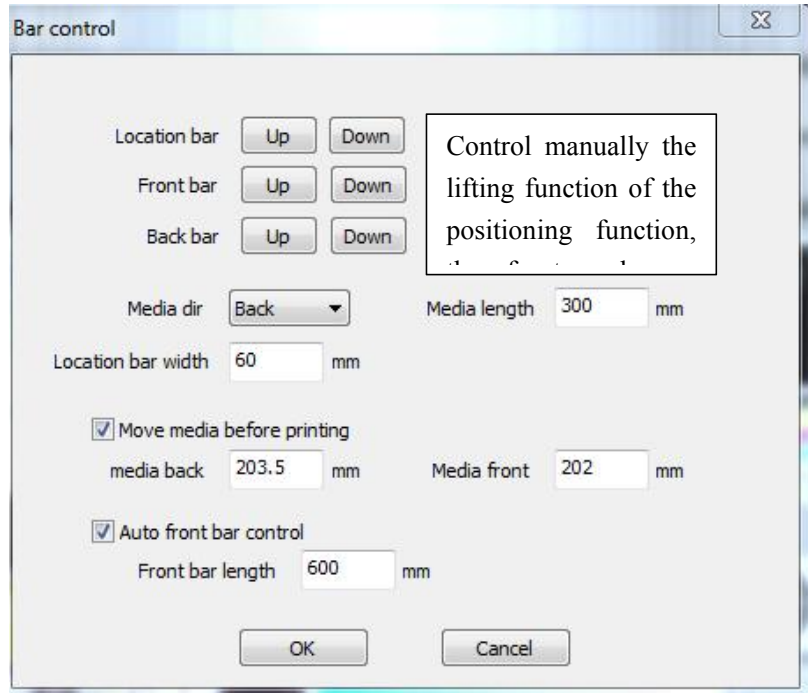 Bar control
Location bar Up Down
Front bar Up Down
Back bar Up Down
Control manually the
lifting function of the
positioning function,
Media dir Back Media length 300 mm
Location bar width 60 mm
Move media before printing
media back 203.5 mm Media front 202 mm
Auto front bar control
Front bar length 600 mm
OK Cancel